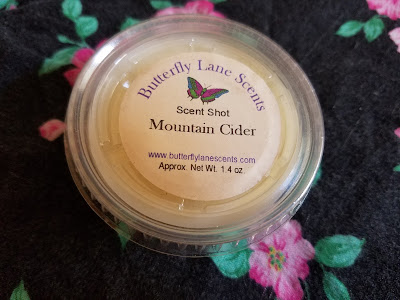 Butterfly Lane Scents
Scent Shot
Mountain Cider
www.butterflylanescents.com
Approx. Net Wt. 1.4 oz